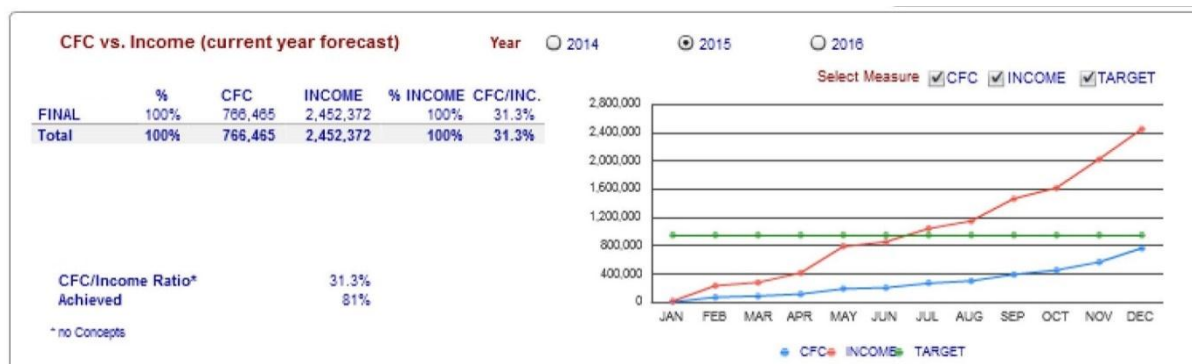 CFC vs. Income (current year forecast) Year 2014 2015 2016
Select Measure CFC INCOME TARGET
% CFC INCOME % INCOME CFC/INC.
FINAL 100% 766,465 2,452,372 100% 31.3%
Total 100% 766,465 2,452,372 100% 31.3%
CFC/Income Ratio* 31.3%
Achieved 81%
* no Concepts
2,800,000
2,400,000
2,000,000
1,600,000
1,200,000
800,000
400,000
0
JAN FEB MAR APR MAY JUN JUL AUG SEP OCT NOV DEC
CFC INCOME TARGET